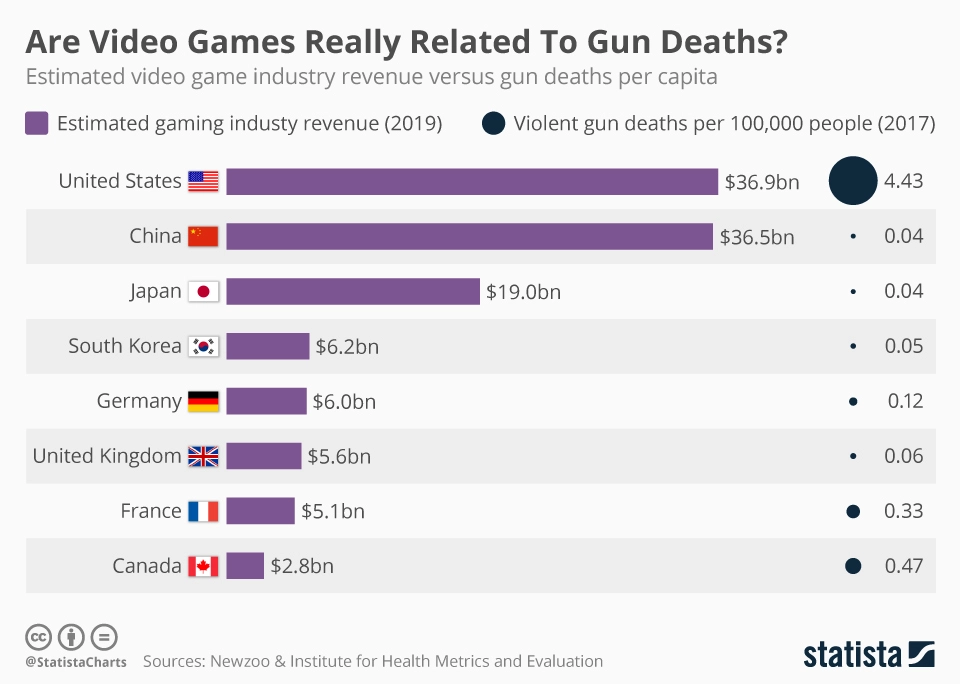 Are Video Games Really Related To Gun Deaths?
Estimated video game industry revenue versus gun deaths per capita
Estimated gaming industy revenue (2019) Violent gun deaths per 100,000 people (2017)
United States $36.9bn 4.43
China $36.5bn 0.04
Japan $19.0bn 0.04
South Korea $6.2bn 0.05
Germany $6.0bn 0.12
United Kingdom $5.6bn 0.06
France $5.1bn 0.33
Canada $2.8bn 0.47
cc
@StatistaCharts Sources: Newzoo & Institute for Health Metrics and Evaluation
statista